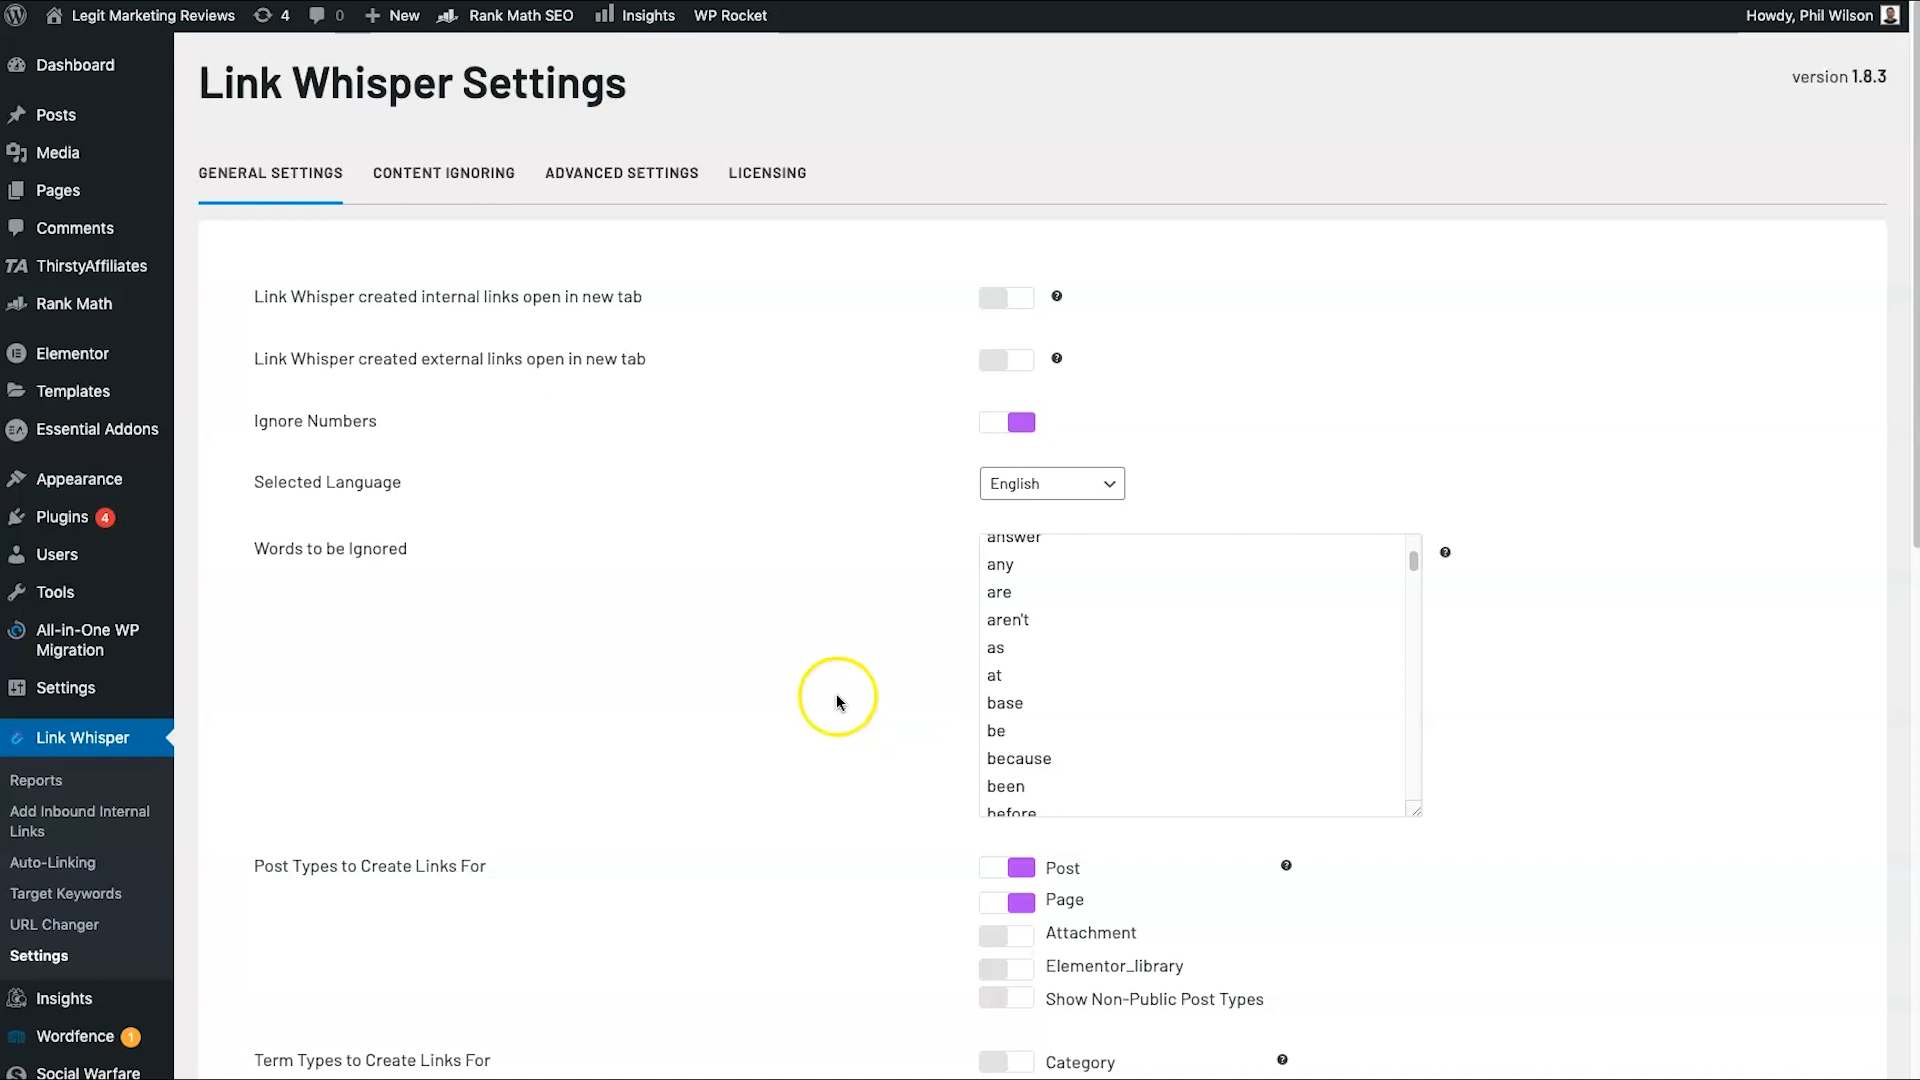 Legit Marketing Reviews
4
0
New
Rank Math SEO
Insights
WP Rocket
Howdy, Phil Wilson
Dashboard
Posts
Media
Pages
Comments
TA ThirstyAffiliates
Rank Math
Elementor
Templates
EA Essential Addons
Appearance
Plugins 4
Users
Tools
All-in-One WP
Migration
Settings
Link Whisper
Reports
Add Inbound Internal
Links
Auto-Linking
Target Keywords
URL Changer
Settings
Insights
Wordfence 1
Social Warfare
Link Whisper Settings
version 1.8.3
GENERAL SETTINGS
CONTENT IGNORING
ADVANCED SETTINGS
LICENSING
Link Whisper created internal links open in new tab
?
Link Whisper created external links open in new tab
?
Ignore Numbers
Selected Language
English
Words to be Ignored
?
answer
any
are
aren't
as
at
base
be
because
been
before
Post Types to Create Links For
Post
?
Page
Attachment
Elementor_library
Show Non-Public Post Types
Term Types to Create Links For
Category
?